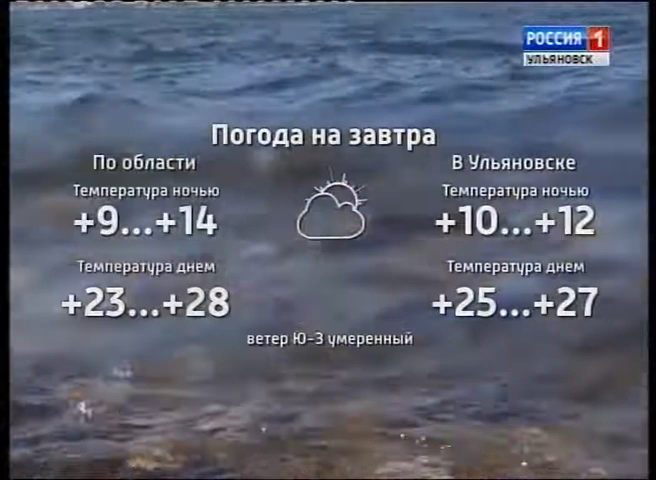 РОССИЯ 1
УЛЬЯНОВСК
Погода на завтра
По области
Температура ночью
+9...+14
Температура днем
+23...+28
В Ульяновске
Температура ночью
+10...+12
Температура днем
+25...+27
ветер Ю-З умеренный